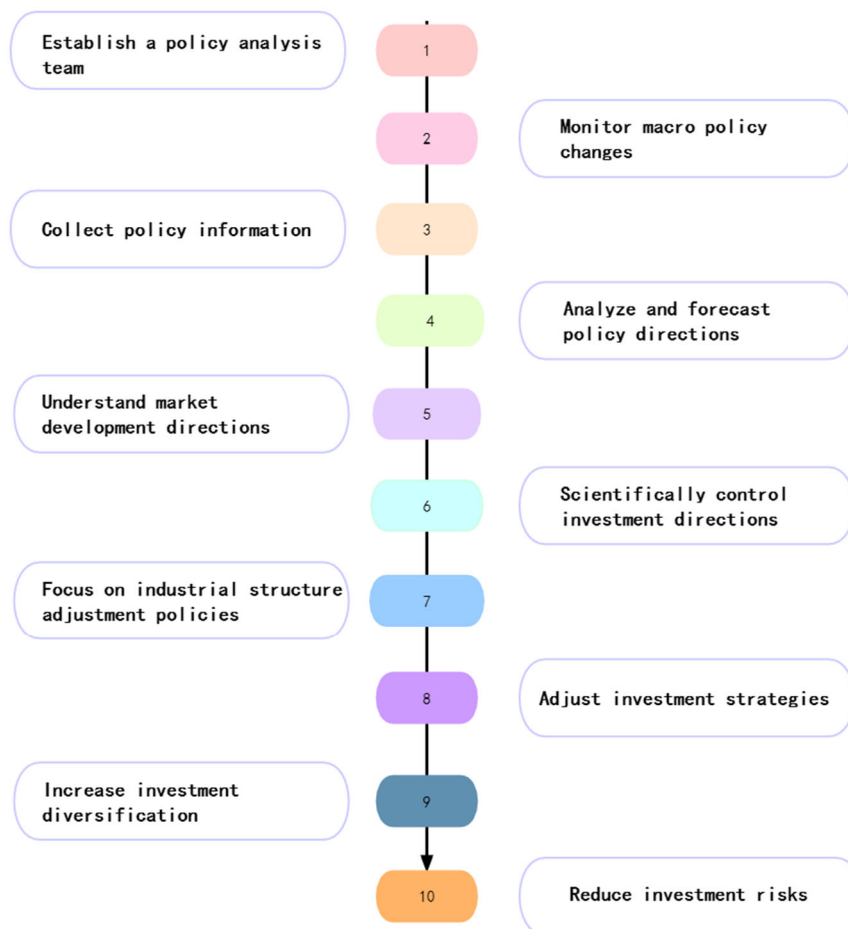 Establish a policy analysis
team
1
2
Monitor macro policy
changes
Collect policy information
3
4
Analyze and forecast
policy directions
Understand market
development directions
5
6
Scientifically control
investment directions
Focus on industrial structure
adjustment policies
7
8
Adjust investment strategies
Increase investment
diversification
9
10
Reduce investment risks